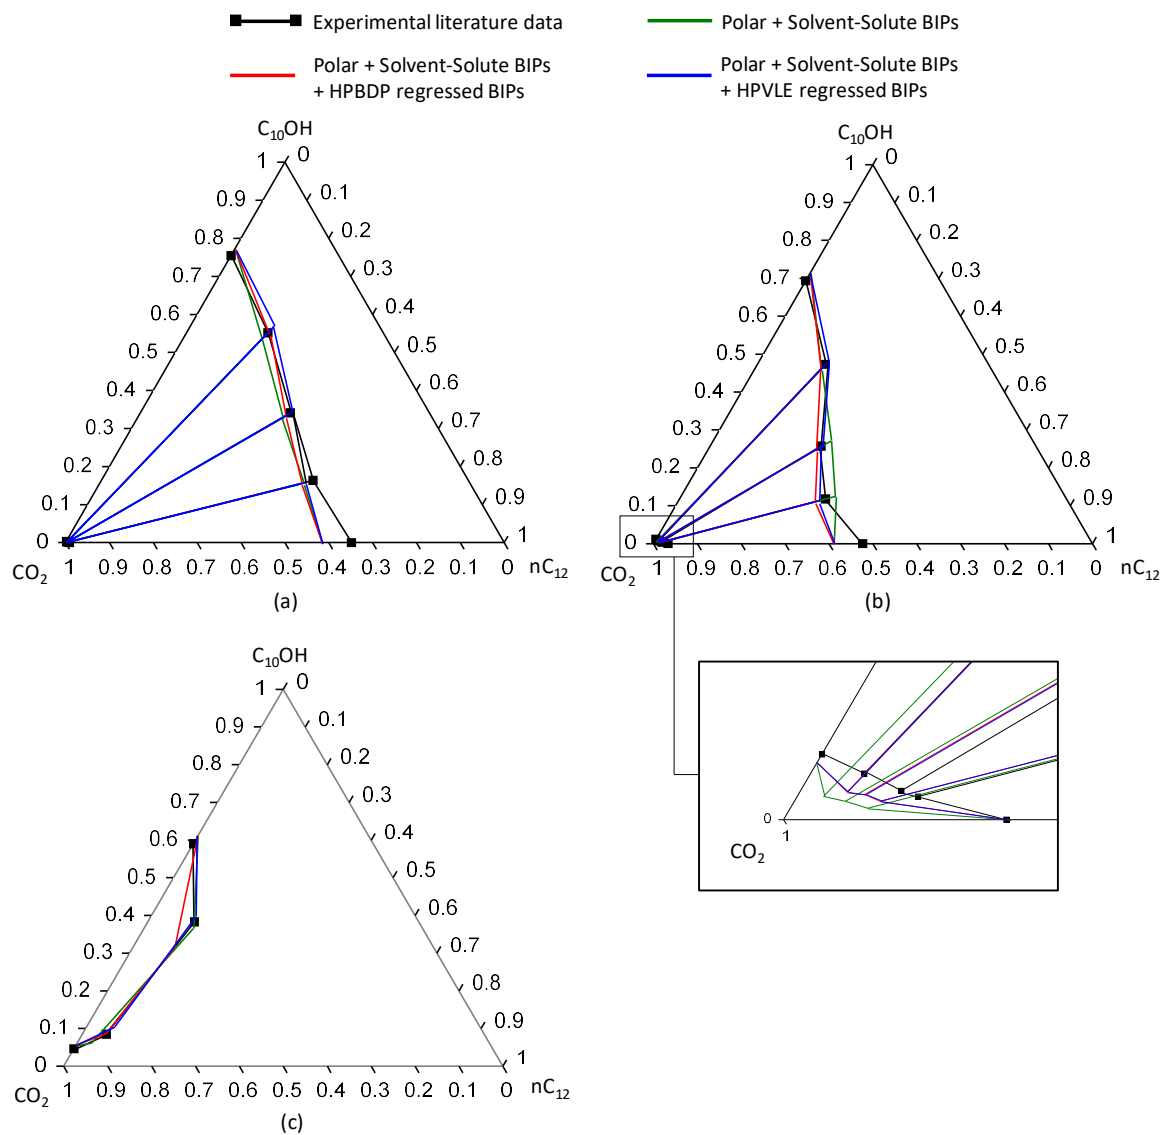 Experimental literature data
Polar + Solvent-Solute BIPs
Polar + Solvent-Solute BIPs
+ HPBDP regressed BIPs
Polar + Solvent-Solute BIPs
+ HPVLE regressed BIPs
C₁₀OH
1 0
0.9 0.1
0.8 0.2
0.7 0.3
0.6 0.4
0.5 0.5
0.4 0.6
0.3 0.7
0.2 0.8
0.1 0.9
0 1
1 0.9 0.8 0.7 0.6 0.5 0.4 0.3 0.2 0.1 0
CO₂ nC₁₂
(a)
C₁₀OH
1 0
0.9 0.1
0.8 0.2
0.7 0.3
0.6 0.4
0.5 0.5
0.4 0.6
0.3 0.7
0.2 0.8
0.1 0.9
0 1
1 0.9 0.8 0.7 0.6 0.5 0.4 0.3 0.2 0.1 0
CO₂ nC₁₂
(b)
0
1
CO₂
C₁₀OH
1 0
0.9 0.1
0.8 0.2
0.7 0.3
0.6 0.4
0.5 0.5
0.4 0.6
0.3 0.7
0.2 0.8
0.1 0.9
0 1
1 0.9 0.8 0.7 0.6 0.5 0.4 0.3 0.2 0.1 0
CO₂ nC₁₂
(c)